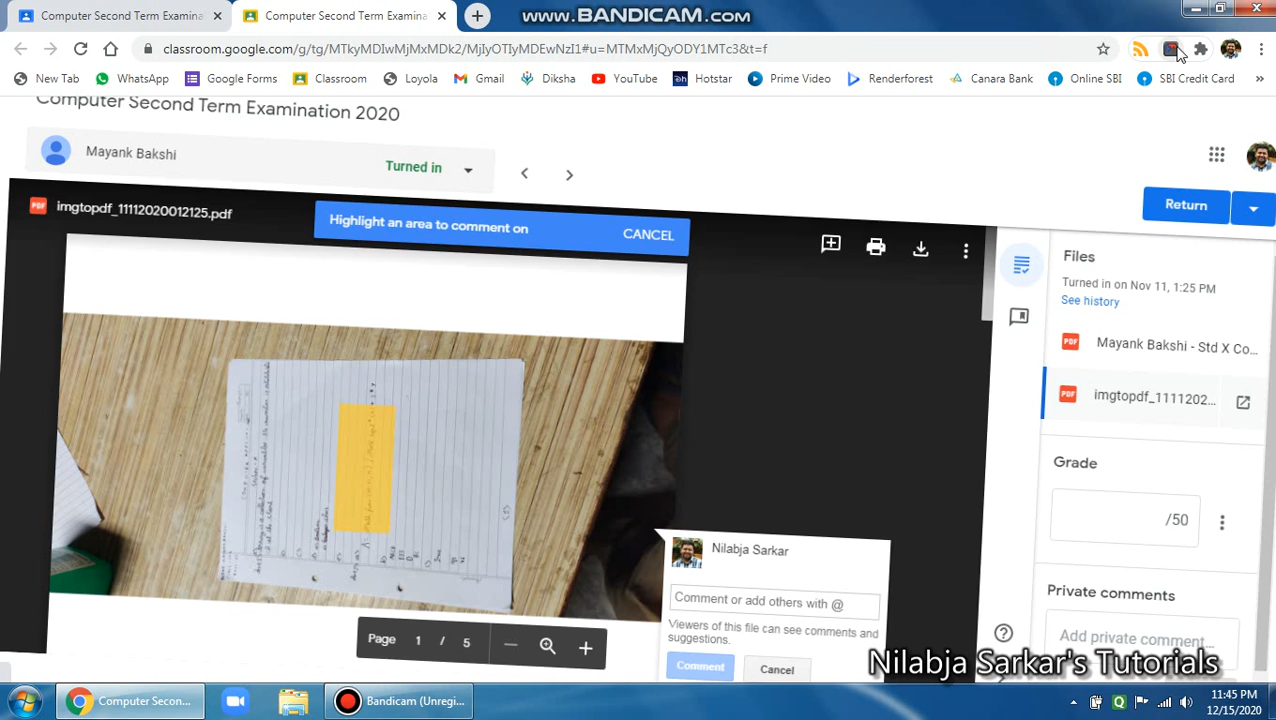 www.BANDICAM.com
Computer Second Term Examina
Computer Second Term Examina
classroom.google.com/g/tg/MTkyMDIwMjMxMDk2/MjIyOTIyMDEwNzI1#u=MTMxMjQyODY1MTc3&t=f
New Tab WhatsApp Google Forms Classroom Loyola Gmail Diksha YouTube Hotstar Prime Video Renderforest Canara Bank Online SBI SBI Credit Card »
Computer Second Term Examination 2020
Mayank Bakshi
Turned in
Return
imgtopdf_11112020012125.pdf
Highlight an area to comment on
CANCEL
Files
Turned in on Nov 11, 1:25 PM
See history
PDF Mayank Bakshi - Std X Co...
PDF imgtopdf_1111202...
Grade
/50
Private comments
Add private comment...
Nilabja Sarkar
Comment or add others with @
Viewers of this file can see comments and
suggestions.
Comment
Cancel
Page 1 / 5
Nilabja Sarkar's Tutorials
Computer Secon...
Bandicam (Unregi...
11:45 PM
12/15/2020